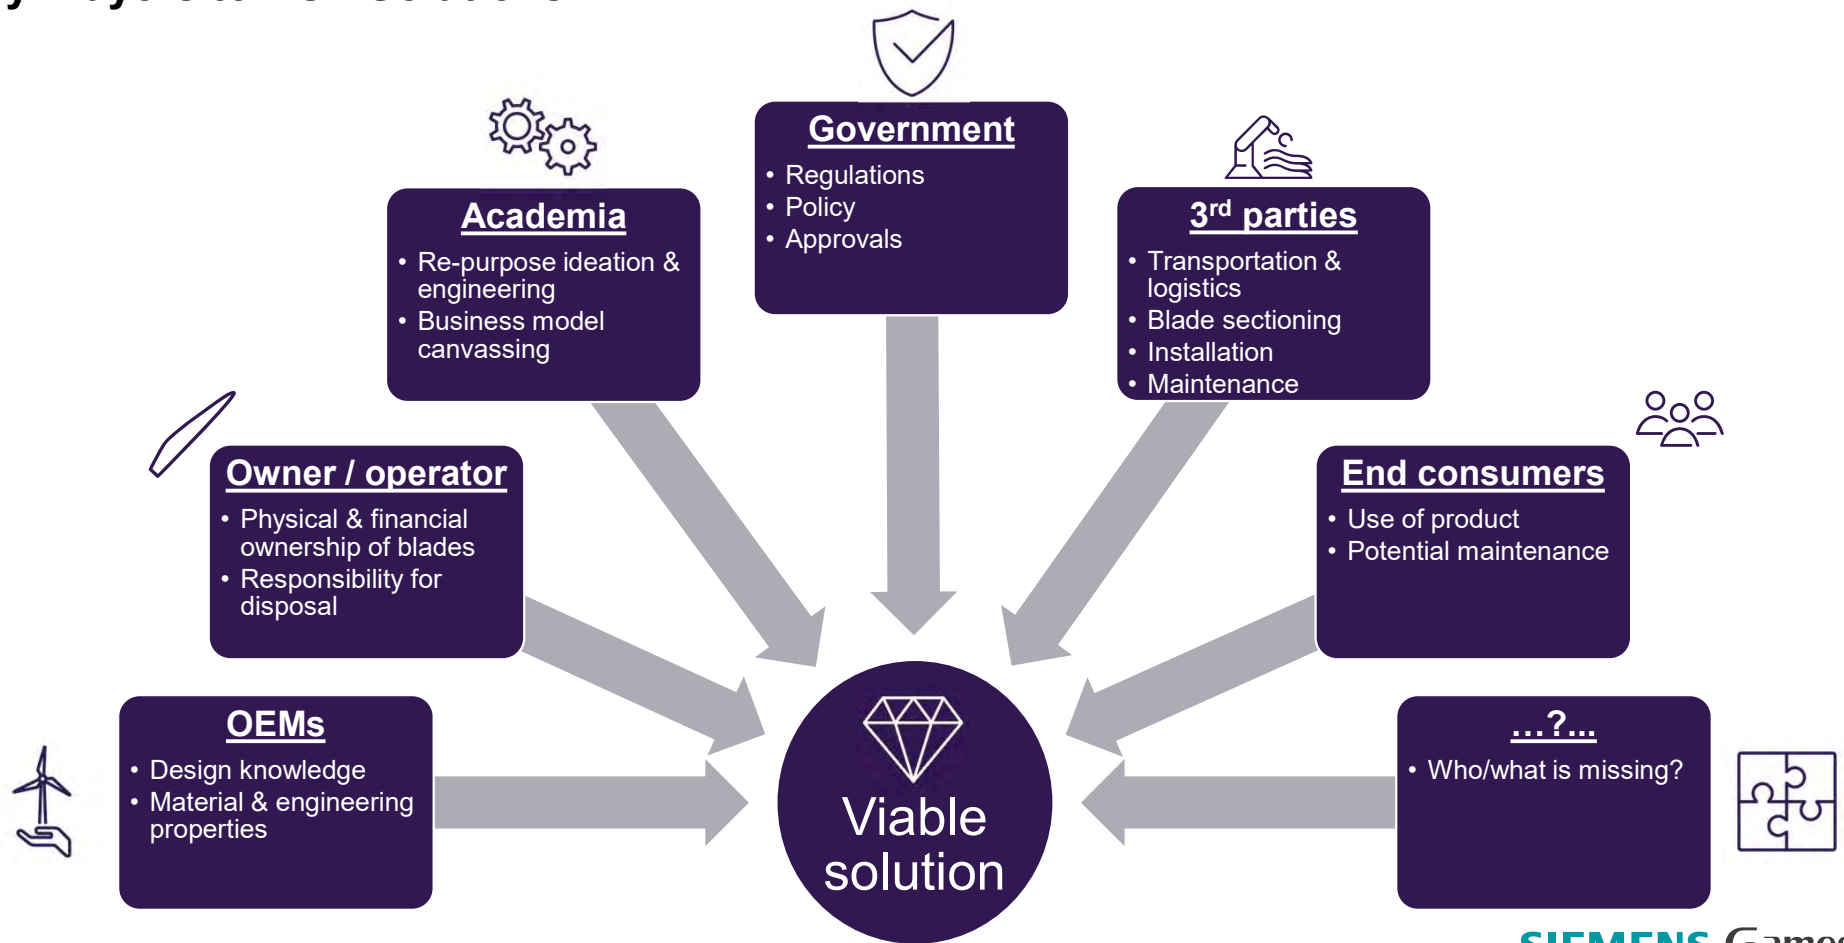 Government
• Regulations
• Policy
• Approvals
Academia
• Re-purpose ideation &
engineering
• Business model
canvassing
3rd parties
• Transportation &
logistics
• Blade sectioning
• Installation
• Maintenance
Owner / operator
• Physical & financial
ownership of blades
• Responsibility for
disposal
End consumers
• Use of product
• Potential maintenance
OEMs
• Design knowledge
• Material & engineering
properties
...?...
• Who/what is missing?
Viable
solution
SIEMENS